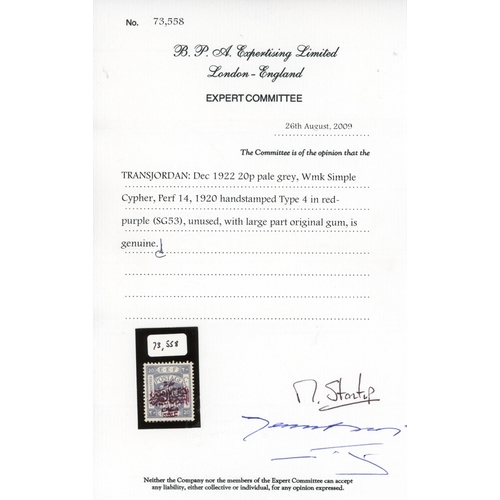 No. 73,558
B. P. A. Expertising Limited
London - England
EXPERT COMMITTEE
26th August, 2009
The Committee is of the opinion that the
TRANSJORDAN: Dec 1922 20p pale grey, Wmk Simple
Cypher, Perf 14, 1920 handstamped Type 4 in red-
purple (SG53), unused, with large part original gum, is
genuine.
73,558
E.E.F.
POSTAGE
M. Startup
Neither the Company nor the members of the Expert Committee can accept
any liability, either collective or individual, for any opinion expressed.